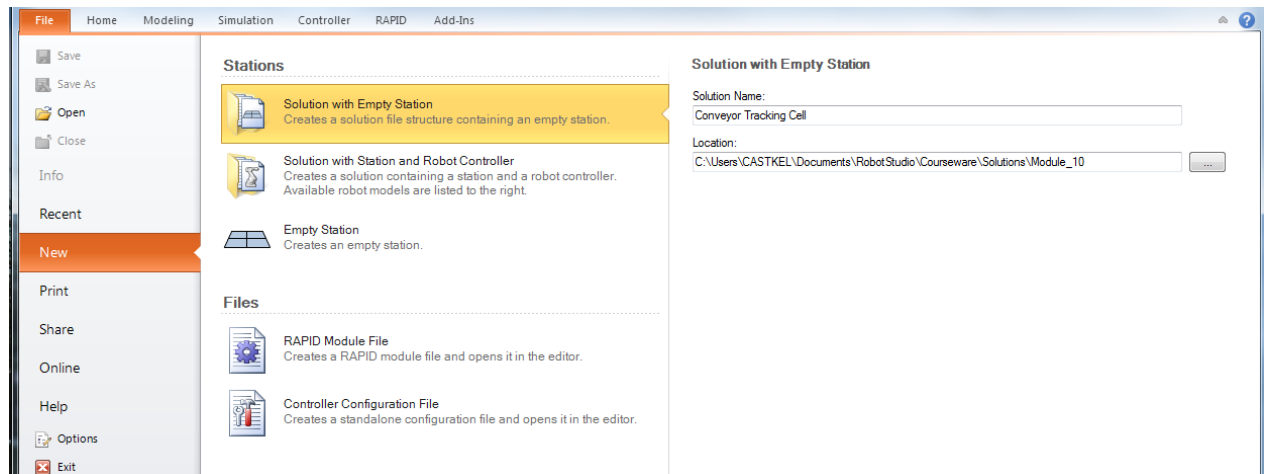 File Home Modeling Simulation Controller RAPID Add-Ins
Save
Save As
Open
Close
Info
Recent
New
Print
Share
Online
Help
Options
Exit
Stations
Solution with Empty Station
Creates a solution file structure containing an empty station.
Solution with Station and Robot Controller
Creates a solution containing a station and a robot controller.
Available robot models are listed to the right.
Empty Station
Creates an empty station.
Files
RAPID Module File
Creates a RAPID module file and opens it in the editor.
Controller Configuration File
Creates a standalone configuration file and opens it in the editor.
Solution with Empty Station
Solution Name:
Conveyor Tracking Cell
Location:
C:\Users\CASTKEL\Documents\RobotStudio\Courseware\Solutions\Module_10
...